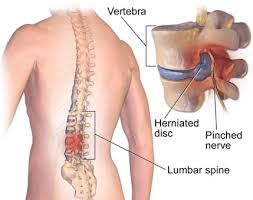 Vertebra
Herniated
disc
Pinched
nerve
Lumbar spine